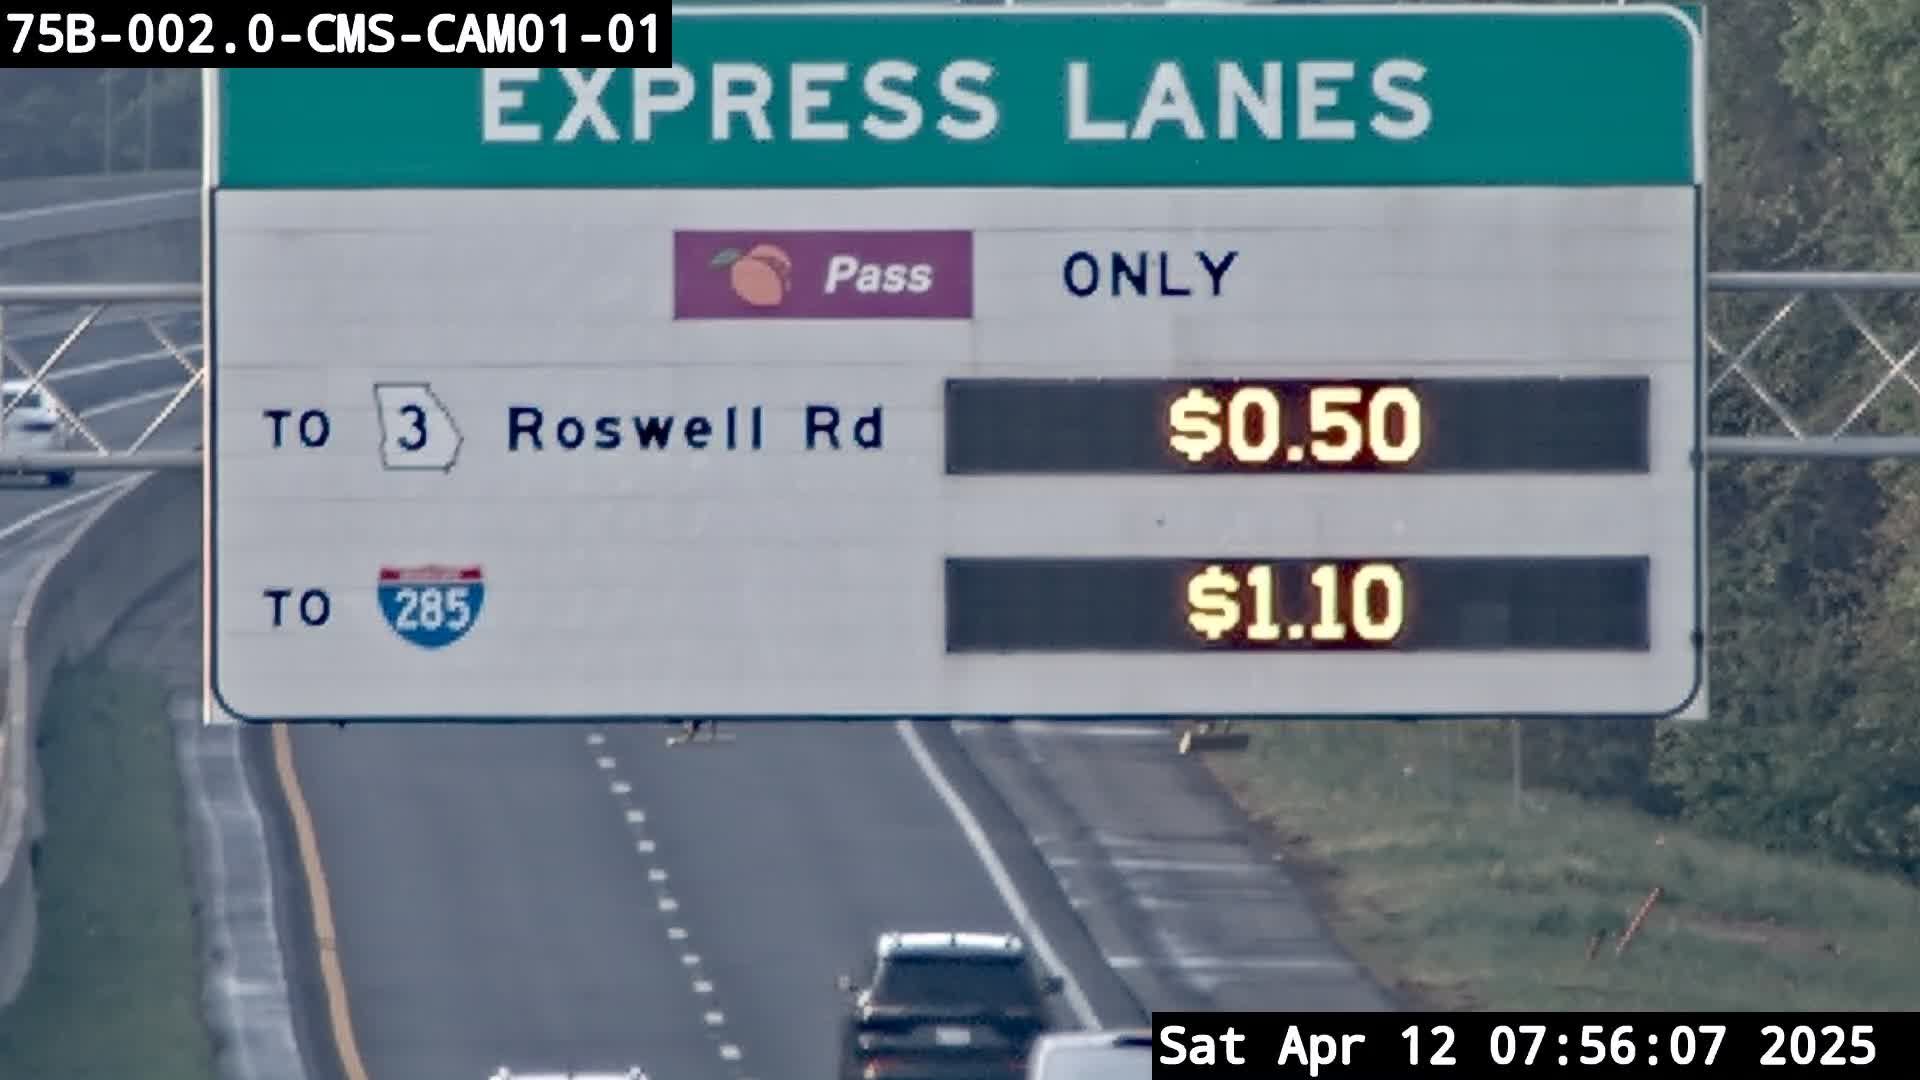 75B-002.0-CMS-CAM01-01
EXPRESS LANES
Pass ONLY
TO 3 Roswell Rd $0.50
TO 285 $1.10
Sat Apr 12 07:56:07 2025